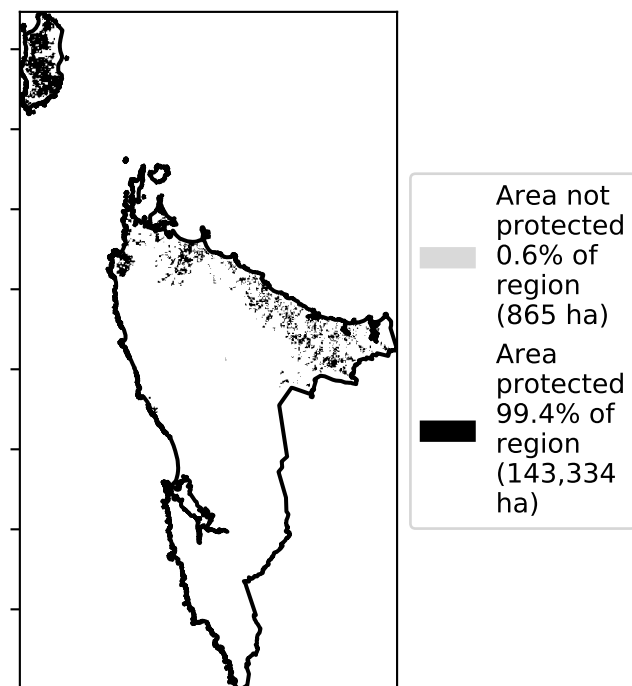 Area not
protected
0.6% of
region
(865 ha)
Area
protected
99.4% of
region
(143,334
ha)